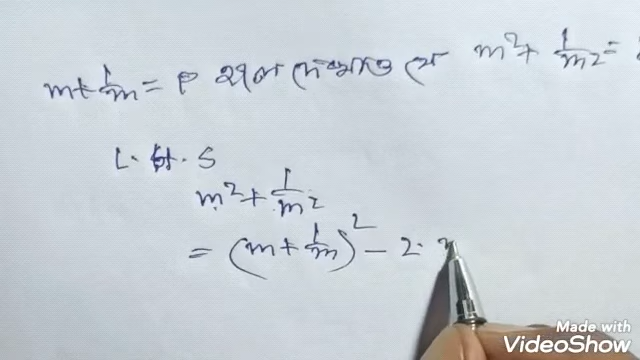 m + 1/m = P হলে দেখাও যে m² + 1/m² =
L. H. S
m² + 1/m²
= (m + 1/m)² - 2.
Made with
VideoShow